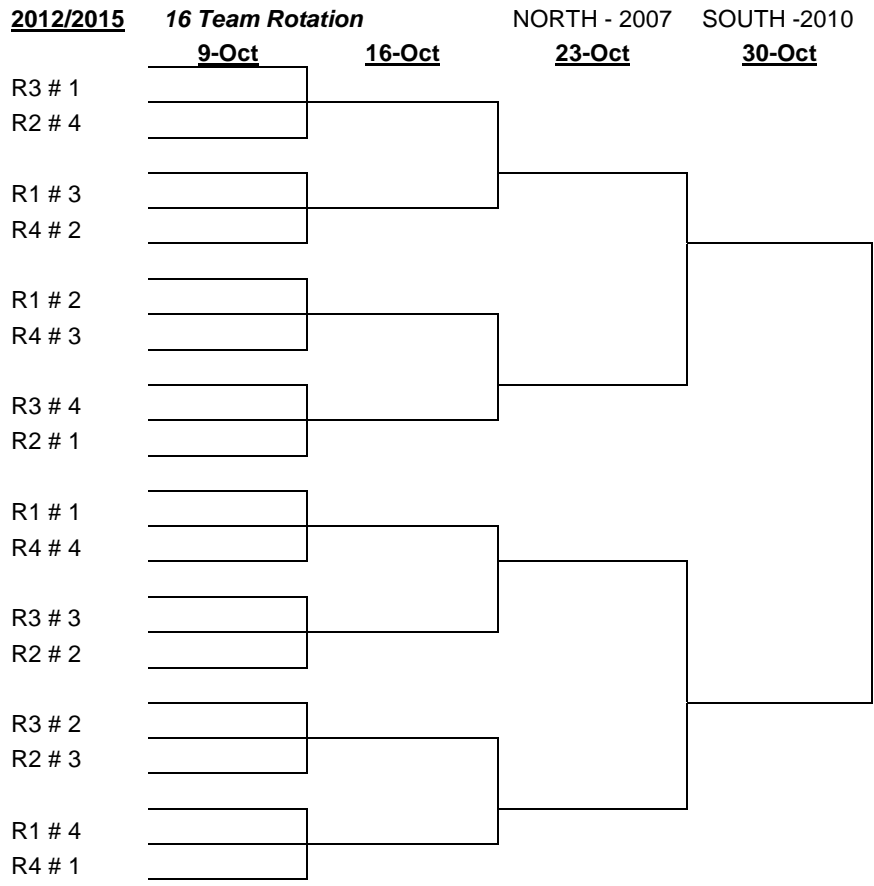 2012/2015 16 Team Rotation NORTH - 2007 SOUTH -2010
9-Oct 16-Oct 23-Oct 30-Oct
R3 # 1
R2 # 4
R1 # 3
R4 # 2
R1 # 2
R4 # 3
R3 # 4
R2 # 1
R1 # 1
R4 # 4
R3 # 3
R2 # 2
R3 # 2
R2 # 3
R1 # 4
R4 # 1